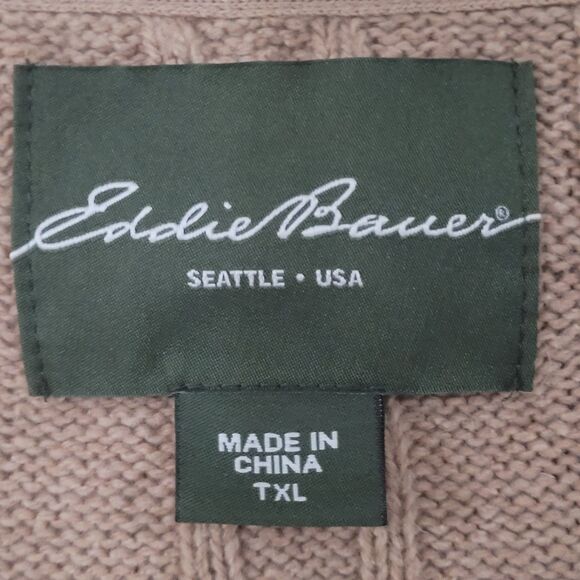 Eddie Bauer®
SEATTLE • USA
MADE IN
CHINA
TXL